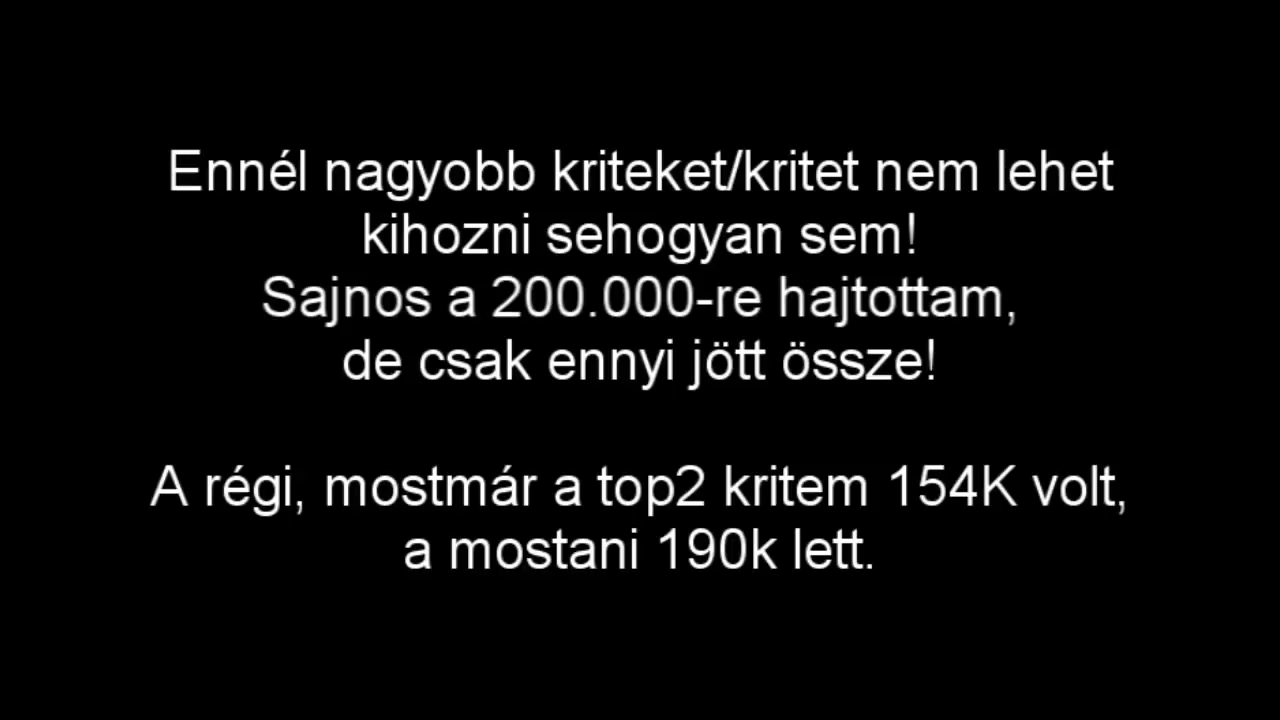 Ennél nagyobb kriteket/kritet nem lehet
kihozni sehogyan sem!
Sajnos a 200.000-re hajtottam,
de csak ennyi jött össze!
A régi, mostmár a top2 kritem 154K volt,
a mostani 190k lett.